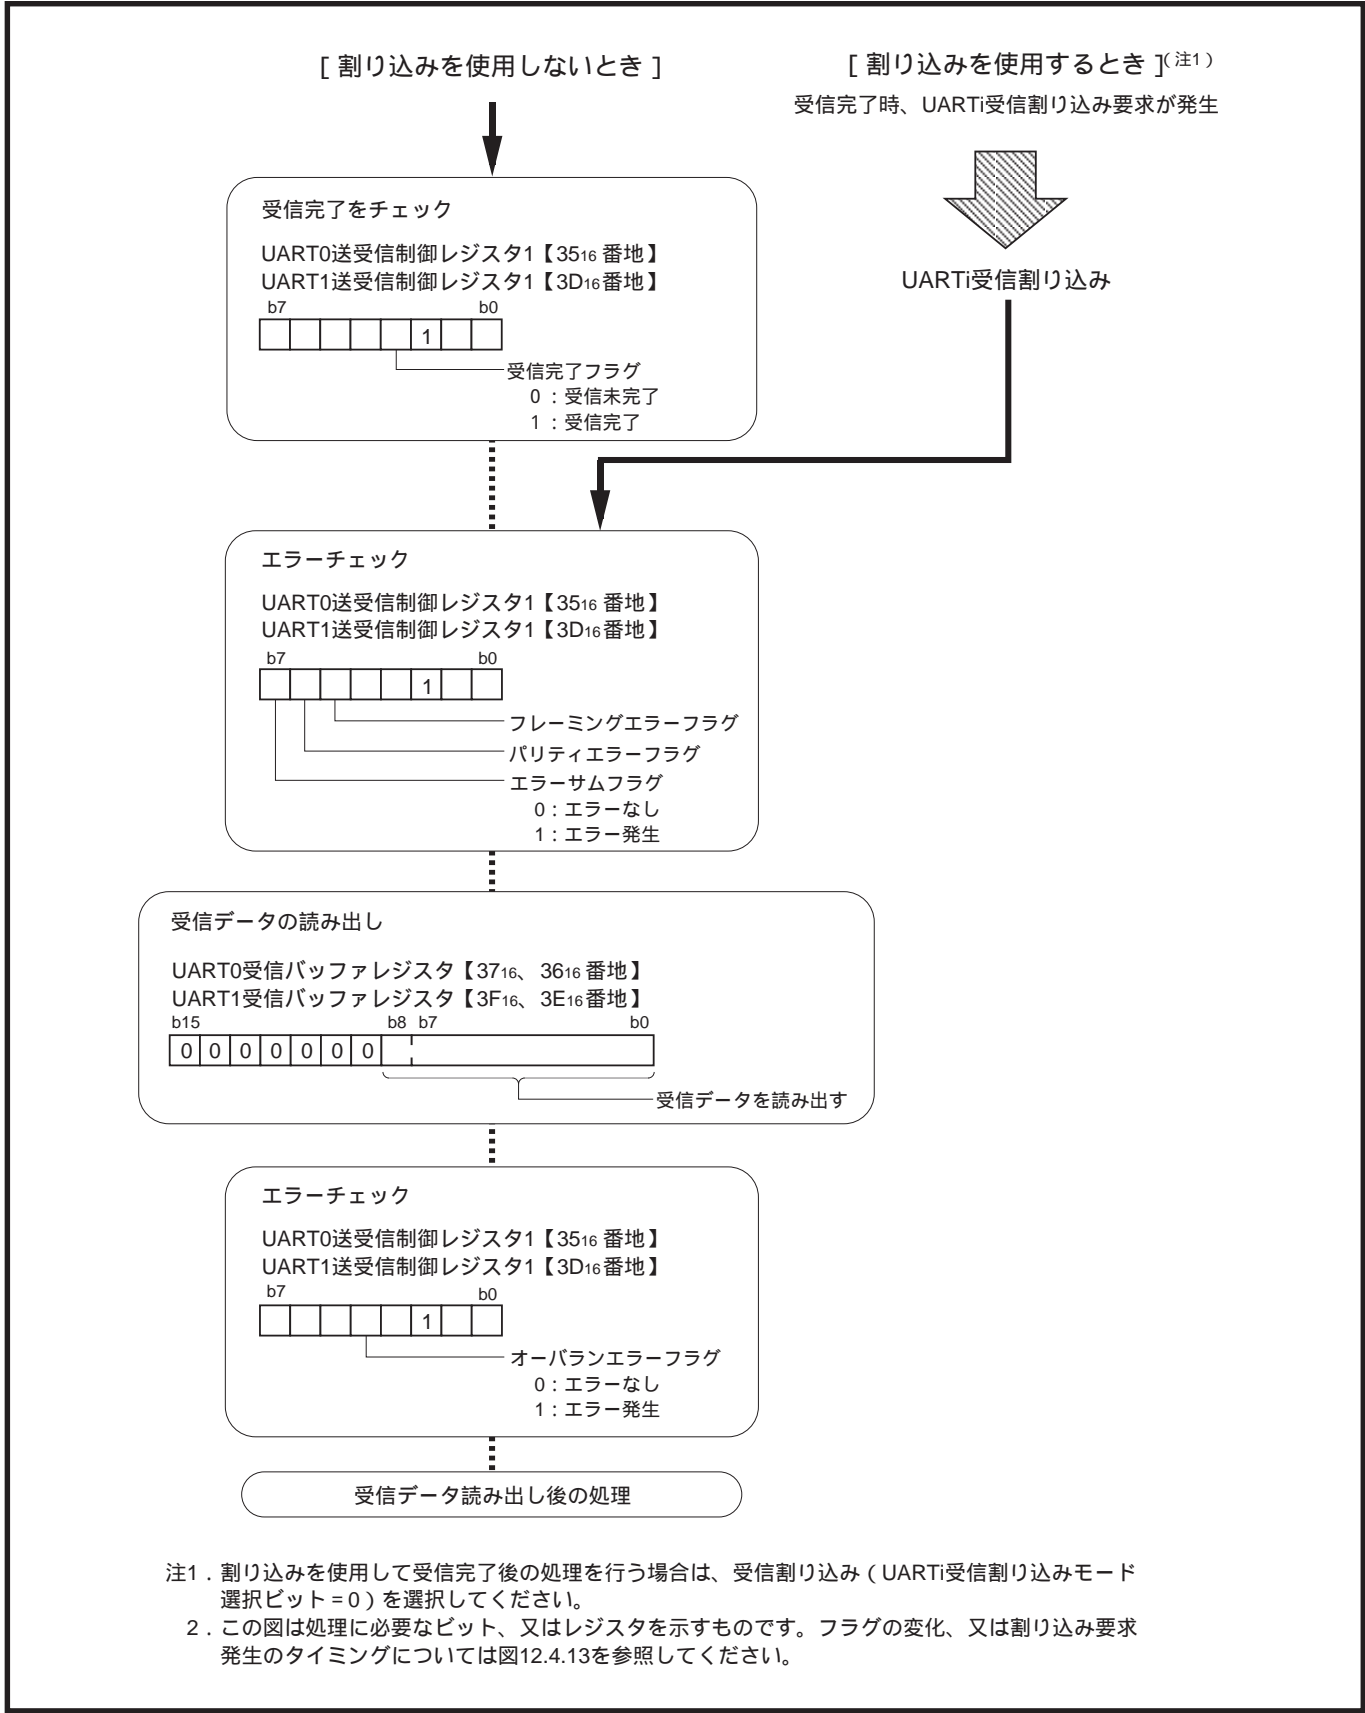 [ 割り込みを使用しないとき ]
[ 割り込みを使用するとき ](注1)
受信完了時、UARTi受信割り込み要求が発生
UARTi受信割り込み
受信完了をチェック
UART0送受信制御レジスタ1【3516 番地】
UART1送受信制御レジスタ1【3D16番地】
b7 b0
1
受信完了フラグ
0 : 受信未完了
1 : 受信完了
エラーチェック
UART0送受信制御レジスタ1【3516 番地】
UART1送受信制御レジスタ1【3D16番地】
b7 b0
1
フレーミングエラーフラグ
パリティエラーフラグ
エラーサムフラグ
0 : エラーなし
1 : エラー発生
受信データの読み出し
UART0受信バッファレジスタ【3716、3616 番地】
UART1受信バッファレジスタ【3F16、3E16番地】
b15 b8 b7 b0
0 0 0 0 0 0 0
受信データを読み出す
エラーチェック
UART0送受信制御レジスタ1【3516 番地】
UART1送受信制御レジスタ1【3D16番地】
b7 b0
1
オーバランエラーフラグ
0 : エラーなし
1 : エラー発生
受信データ読み出し後の処理
注1 . 割り込みを使用して受信完了後の処理を行う場合は、受信割り込み ( UARTi受信割り込みモード
選択ビット = 0 ) を選択してください。
2 . この図は処理に必要なビット、又はレジスタを示すものです。フラグの変化、又は割り込み要求
発生のタイミングについては図12.4.13を参照してください。